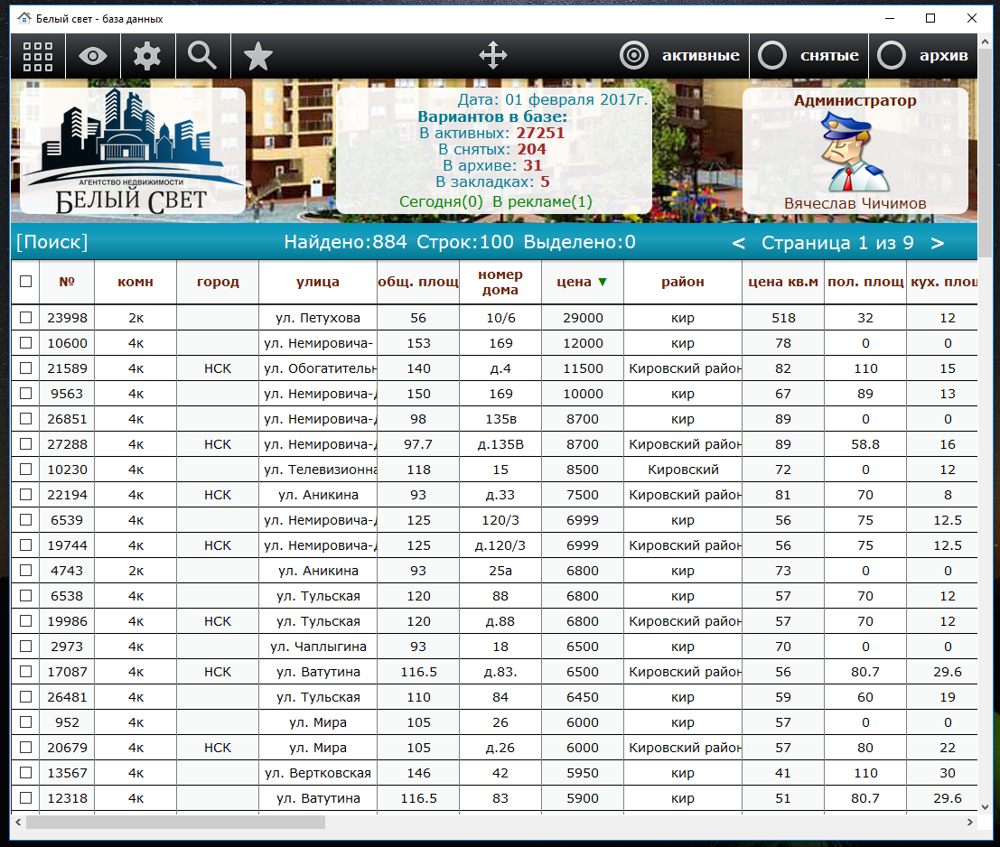 Белый свет - база данных
активные снятые архив
АГЕНТСТВО НЕДВИЖИМОСТИ
БЕЛЫЙ СВЕТ
Дата: 01 февраля 2017г.
Вариантов в базе:
В активных: 27251
В снятых: 204
В архиве: 31
В закладках: 5
Сегодня(0) В рекламе(1)
Администратор
Вячеслав Чичимов
[Поиск] Найдено:884 Строк:100 Выделено:0 < Страница 1 из 9 >
№ комн город улица общ. площ номер дома цена ▼ район цена кв.м пол. площ кух. площ
23998 2к ул. Петухова 56 10/6 29000 кир 518 32 12
10600 4к ул. Немировича- 153 169 12000 кир 78 0 0
21589 4к НСК ул. Обогатительн 140 д.4 11500 Кировский район 82 110 15
9563 4к ул. Немировича-Д 150 169 10000 кир 67 89 13
26851 4к ул. Немировича-Д 98 135в 8700 кир 89 0 0
27288 4к НСК ул. Немировича-Д 97.7 д.135В 8700 Кировский район 89 58.8 16
10230 4к ул. Телевизионна 118 15 8500 Кировский 72 0 12
22194 4к НСК ул. Аникина 93 д.33 7500 Кировский район 81 70 8
6539 4к ул. Немировича-Д 125 120/3 6999 кир 56 75 12.5
19744 4к НСК ул. Немировича-Д 125 д.120/3 6999 Кировский район 56 75 12.5
4743 2к ул. Аникина 93 25а 6800 кир 73 0 0
6538 4к ул. Тульская 120 88 6800 кир 57 70 12
19986 4к НСК ул. Тульская 120 д.88 6800 Кировский район 57 70 12
2973 4к ул. Чаплыгина 93 18 6500 кир 70 0 0
17087 4к НСК ул. Ватутина 116.5 д.83. 6500 Кировский район 56 80.7 29.6
26481 4к ул. Тульская 110 84 6450 кир 59 60 19
952 4к ул. Мира 105 26 6000 кир 57 0 0
20679 4к НСК ул. Мира 105 д.26 6000 Кировский район 57 80 22
13567 4к ул. Вертковская 146 42 5950 кир 41 110 30
12318 4к ул. Ватутина 116.5 83 5900 кир 51 80.7 29.6